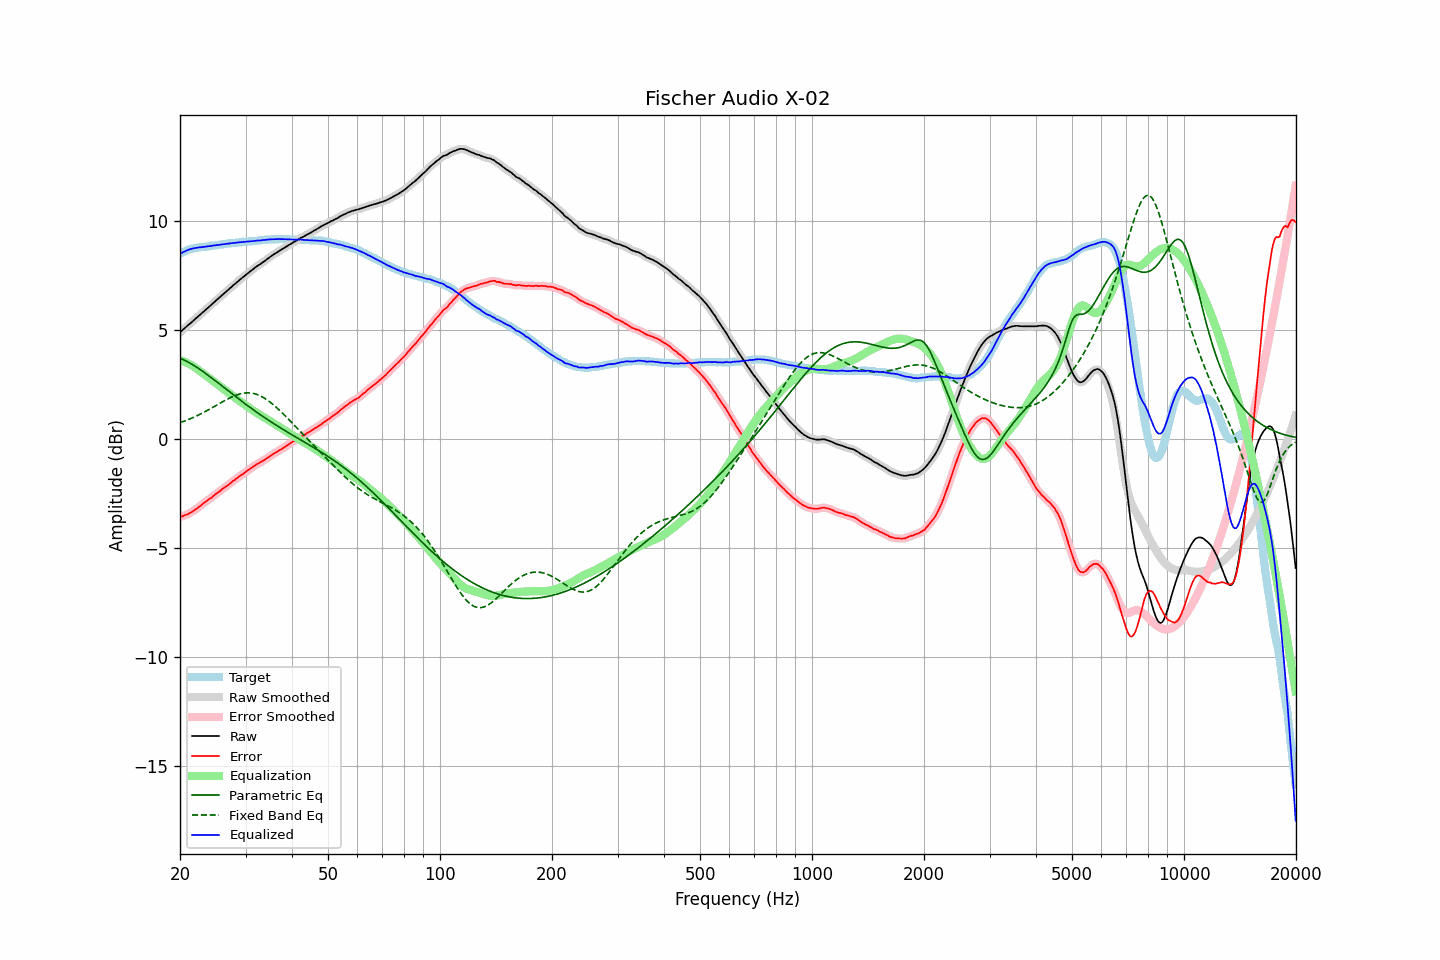 Fischer Audio X-02
Amplitude (dBr)
10
5
0
−5
−10
−15
Target
Raw Smoothed
Error Smoothed
Raw
Error
Equalization
Parametric Eq
Fixed Band Eq
Equalized
20 50 100 200 500 1000 2000 5000 10000 20000
Frequency (Hz)